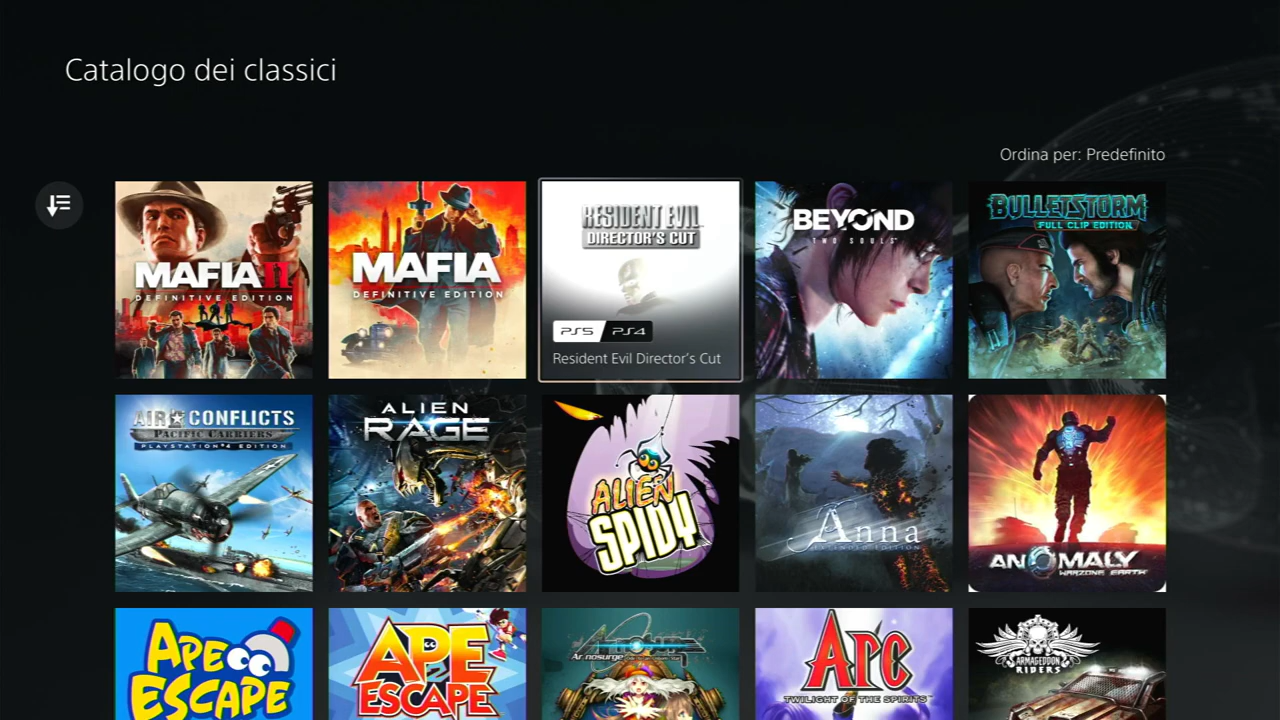 Catalogo dei classici
Ordina per: Predefinito
MAFIA II
DEFINITIVE EDITION
MAFIA
DEFINITIVE EDITION
RESIDENT EVIL
DIRECTOR'S CUT
PS5 PS4
Resident Evil Director's Cut
BEYOND
TWO SOULS
BULLETSTORM
FULL CLIP EDITION
AIR CONFLICTS
PACIFIC CARRIERS
PLAYSTATION®4 EDITION
ALIEN
RAGE
ALIEN
SPIDY
Anna
EXTENDED EDITION
ANOMALY
WARZONE EARTH
APE
ESCAPE
APE
ESCAPE
Ar nosurge
Arc
TWILIGHT OF THE SPIRITS
ARMAGEDDON
RIDERS